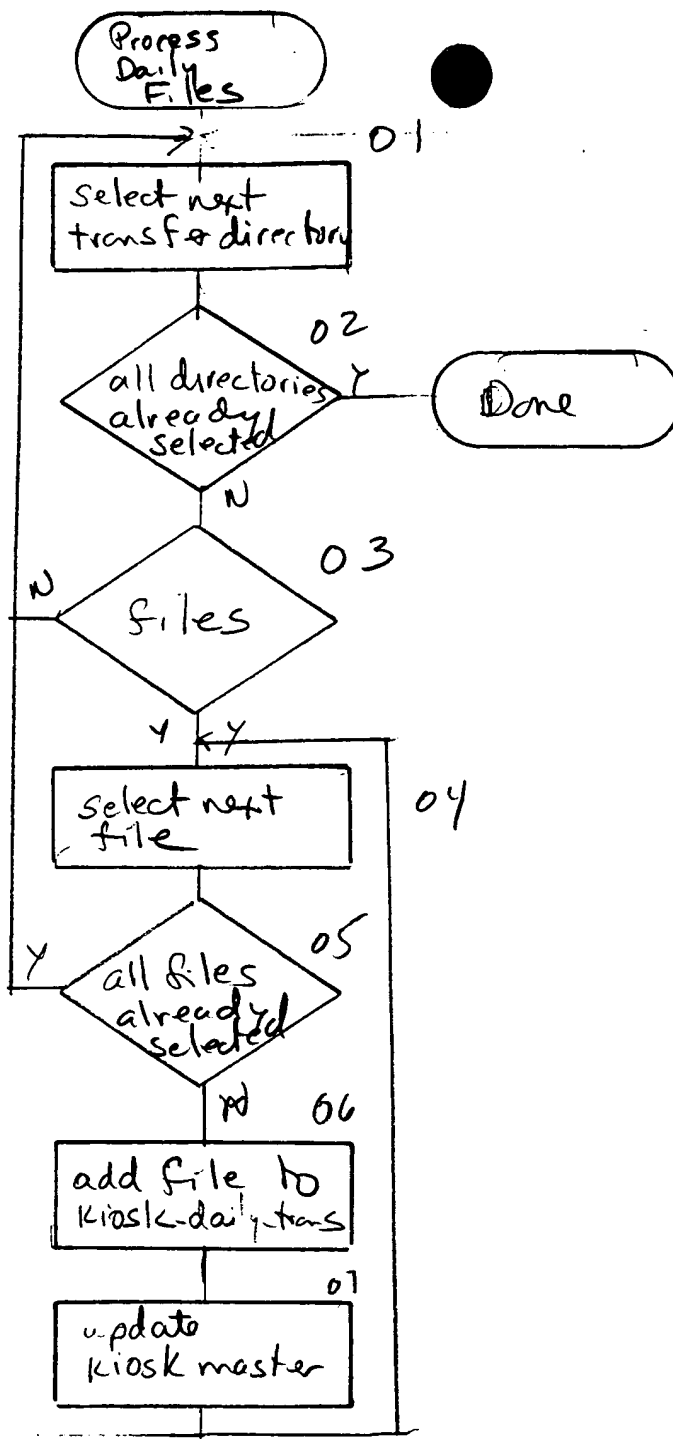 Process
Daily
Files
01
select next
transfer directory
02
all directories
already
selected
Y
Done
N
03
N
files
Y
Y
select next
file
04
05
Y
all files
already
selected
N
06
add file to
kiosk-daily-trans
07
update
kiosk master